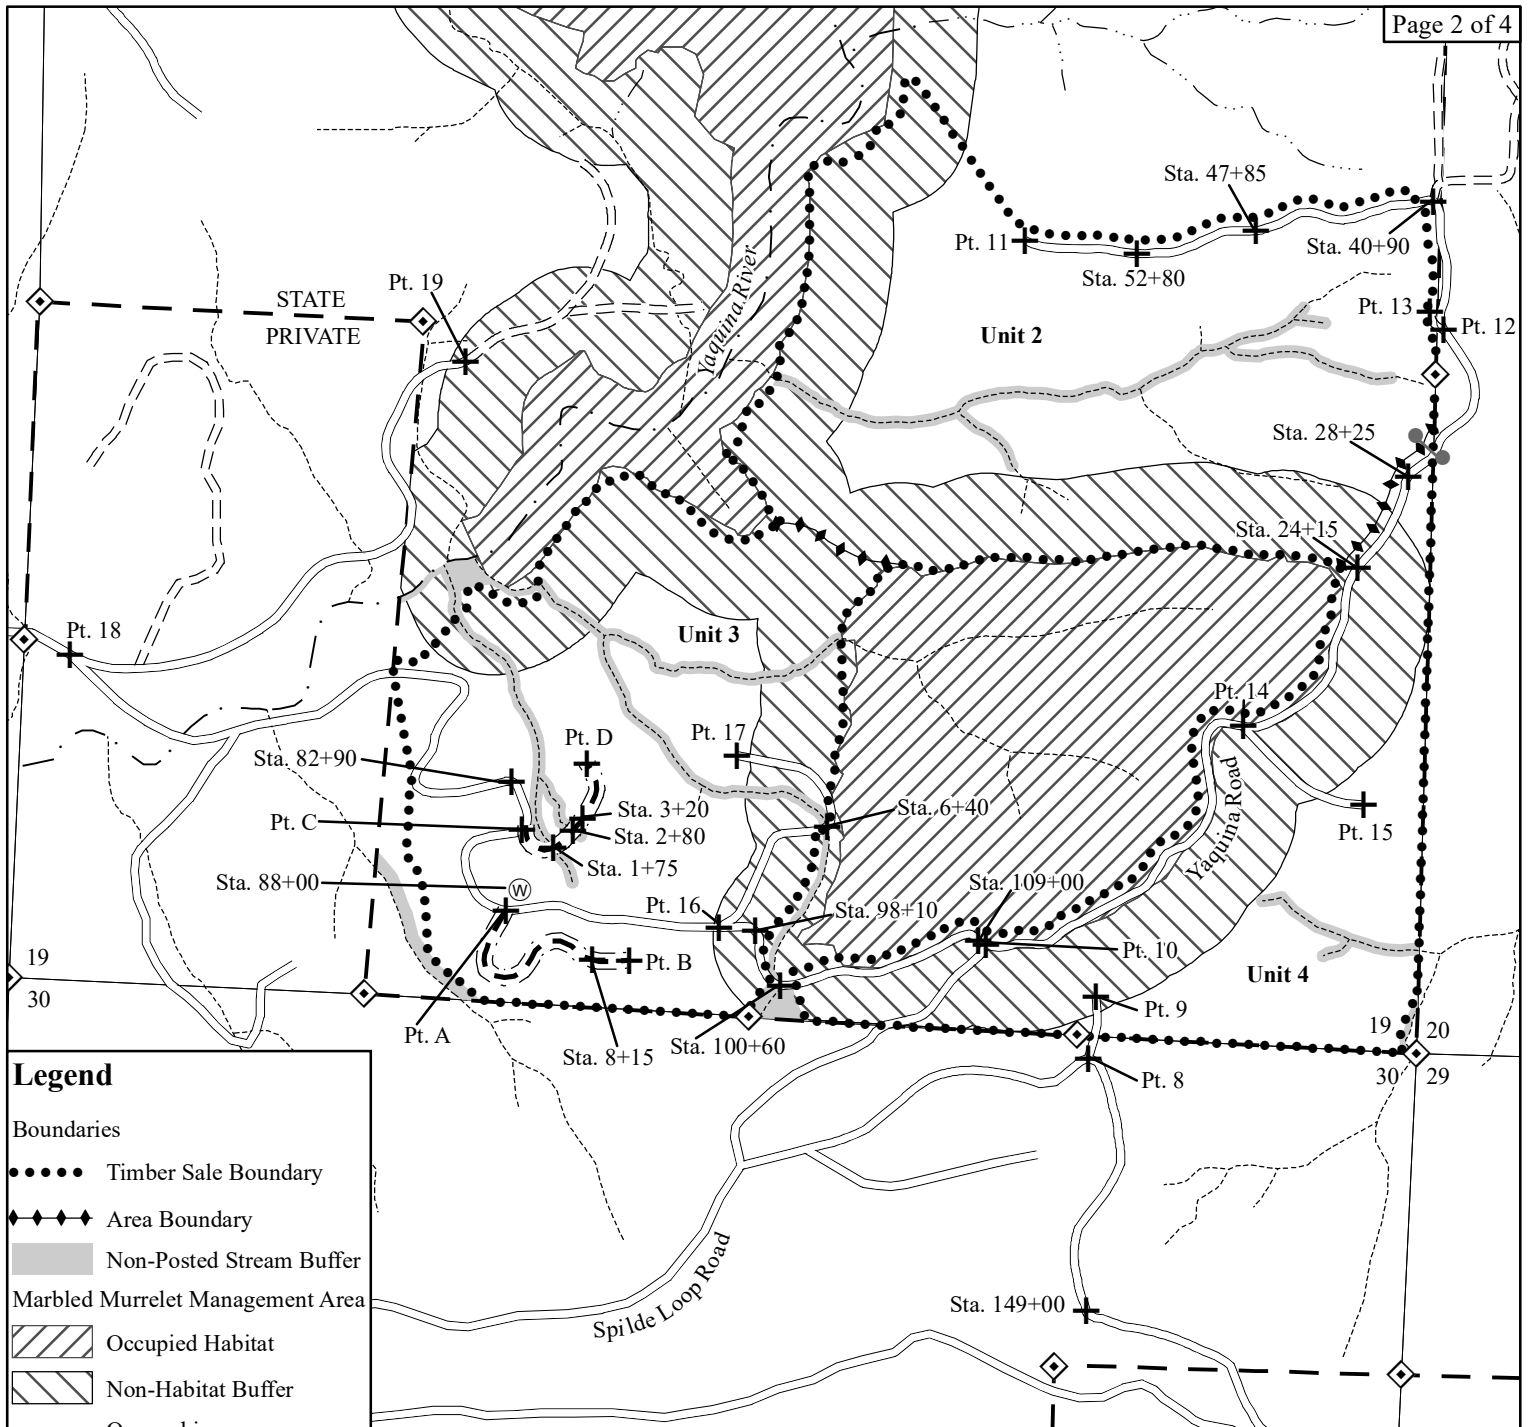 Page 2 of 4
Sta. 47+85
Pt. 11
Sta. 40+90
Sta. 52+80
Pt. 19
STATE
PRIVATE
Yaquina River
Pt. 13
Pt. 12
Unit 2
Sta. 28+25
Sta. 24+15
Pt. 18
Unit 3
Pt. 14
Pt. 17
Pt. D
Sta. 82+90
Sta. 3+20
Sta. 6+40
Pt. C
Sta. 2+80
Pt. 15
Yaquina Road
Sta. 1+75
Sta. 88+00
W
Sta. 109+00
Pt. 16
Sta. 98+10
Pt. 10
19
30
Pt. B
Unit 4
Pt. 9
Pt. A
Sta. 8+15
Sta. 100+60
19
20
30
29
Pt. 8
Legend
Boundaries
Timber Sale Boundary
Area Boundary
Non-Posted Stream Buffer
Marbled Murrelet Management Area
Occupied Habitat
Non-Habitat Buffer
Spilde Loop Road
Sta. 149+00